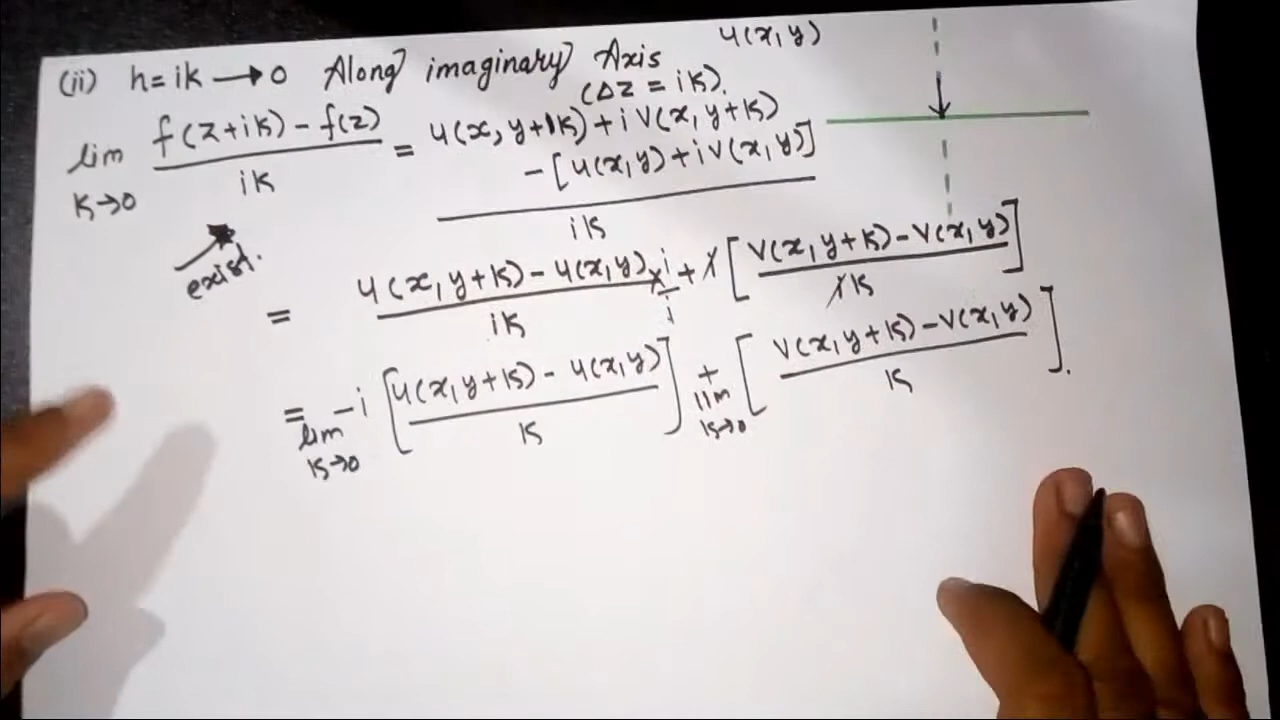 (ii) h = ik → 0 Along imaginary Axis u(x,y)
(Δz = ik).
lim k→0 f(z+ik) - f(z) / ik = u(x, y+k) + i v(x, y+k) - [u(x,y) + i v(x,y)] / ik
exist.
= u(x, y+k) - u(x,y) / ik × i / i + i [ v(x, y+k) - v(x,y) / ik ]
= lim k→0 -i [ u(x,y+k) - u(x,y) / k ] + lim k→0 [ v(x,y+k) - v(x,y) / k ].